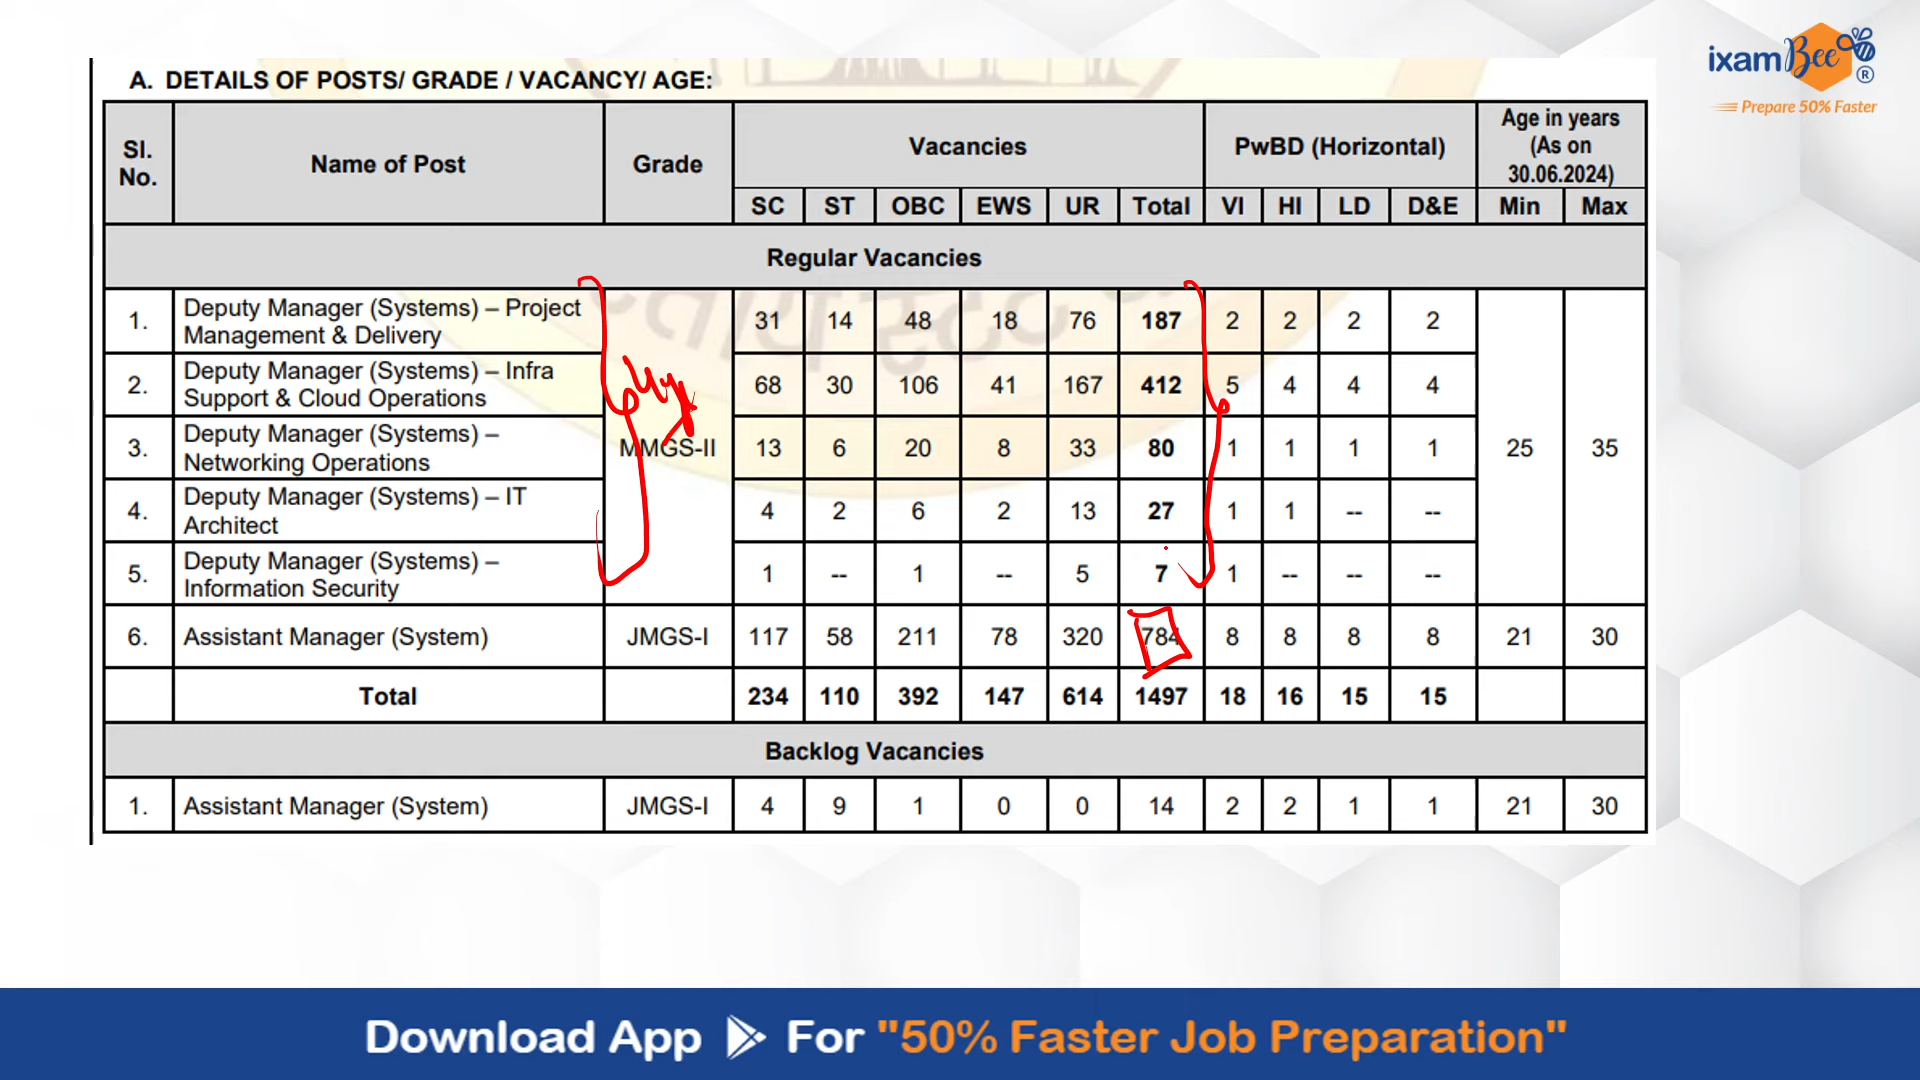 ixamBee
®
Prepare 50% Faster
A. DETAILS OF POSTS/ GRADE / VACANCY/ AGE:
Sl. No. Name of Post Grade Vacancies PwBD (Horizontal) Age in years (As on 30.06.2024)
SC ST OBC EWS UR Total VI HI LD D&E Min Max
Regular Vacancies
1. Deputy Manager (Systems) – Project Management & Delivery MMGS-II 31 14 48 18 76 187 2 2 2 2 25 35
2. Deputy Manager (Systems) – Infra Support & Cloud Operations 68 30 106 41 167 412 5 4 4 4
3. Deputy Manager (Systems) – Networking Operations 13 6 20 8 33 80 1 1 1 1
4. Deputy Manager (Systems) – IT Architect 4 2 6 2 13 27 1 1 -- --
5. Deputy Manager (Systems) – Information Security 1 -- 1 -- 5 7 1 -- -- --
6. Assistant Manager (System) JMGS-I 117 58 211 78 320 784 8 8 8 8 21 30
Total 234 110 392 147 614 1497 18 16 15 15
Backlog Vacancies
1. Assistant Manager (System) JMGS-I 4 9 1 0 0 14 2 2 1 1 21 30
Download App For "50% Faster Job Preparation"